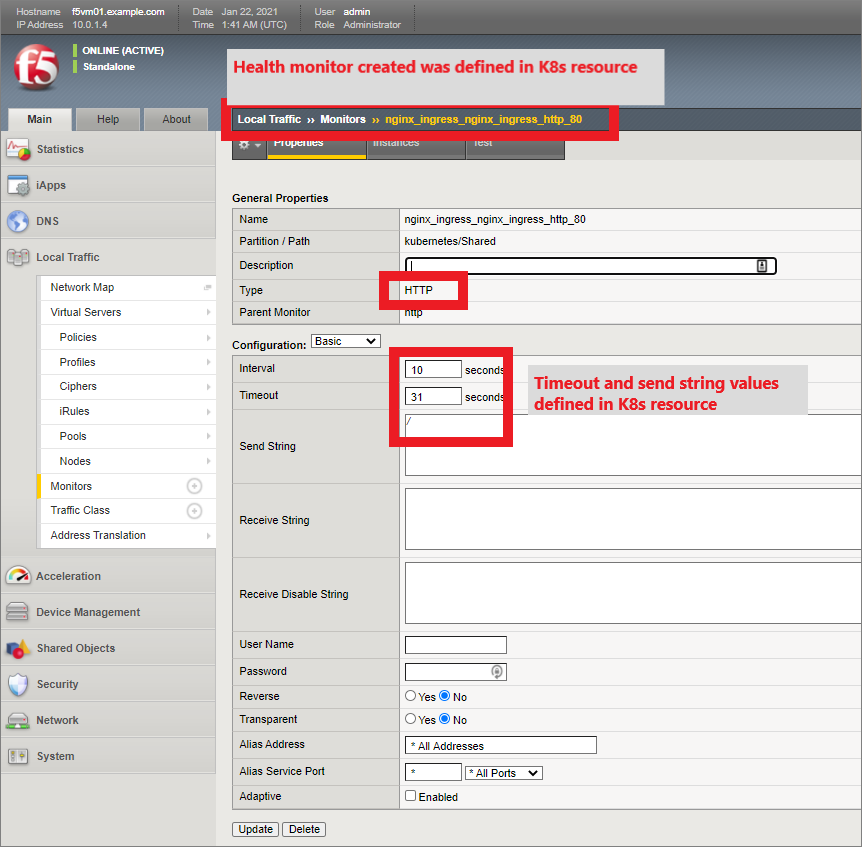 Hostname f5vm01.example.com Date Jan 22, 2021 User admin
IP Address 10.0.1.4 Time 1:41 AM (UTC) Role Administrator
f5
ONLINE (ACTIVE)
Standalone
Health monitor created was defined in K8s resource
Main Help About
Local Traffic ›› Monitors ›› nginx_ingress_nginx_ingress_http_80
Properties Instances Test
Statistics
iApps
DNS
Local Traffic
Network Map
Virtual Servers
Policies
Profiles
Ciphers
iRules
Pools
Nodes
Monitors
Traffic Class
Address Translation
Acceleration
Device Management
Shared Objects
Security
Network
System
General Properties
Name nginx_ingress_nginx_ingress_http_80
Partition / Path kubernetes/Shared
Description
Type HTTP
Parent Monitor http
Configuration: Basic
Interval 10 seconds
Timeout 31 seconds
Timeout and send string values
defined in K8s resource
Send String /
Receive String
Receive Disable String
User Name
Password
Reverse Yes No
Transparent Yes No
Alias Address * All Addresses
Alias Service Port * * All Ports
Adaptive Enabled
Update Delete